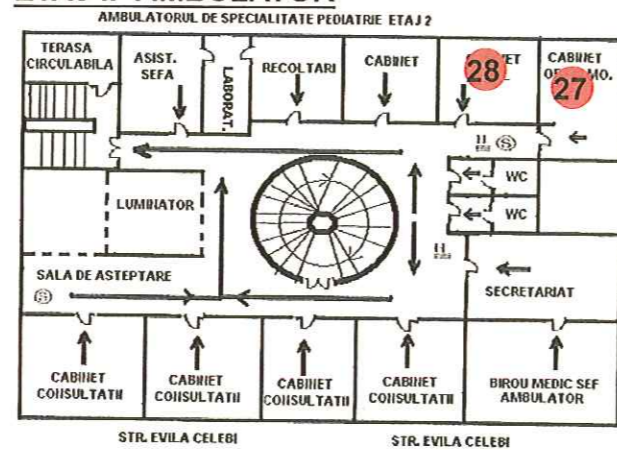 AMBULATORUL DE SPECIALITATE PEDIATRIE ETAJ 2
TERASA
CIRCULABILA
ASIST.
SEFA
LABORAT.
RECOLTARI
CABINET
28
CABINET
27
MO.
H
S
WC
WC
LUMINATOR
H
SALA DE ASTEPTARE
S
SECRETARIAT
CABINET
CONSULTATII
CABINET
CONSULTATII
CABINET
CONSULTATII
CABINET
CONSULTATII
BIROU MEDIC SEF
AMBULATOR
STR. EVILA CELEBI
STR. EVILA CELEBI